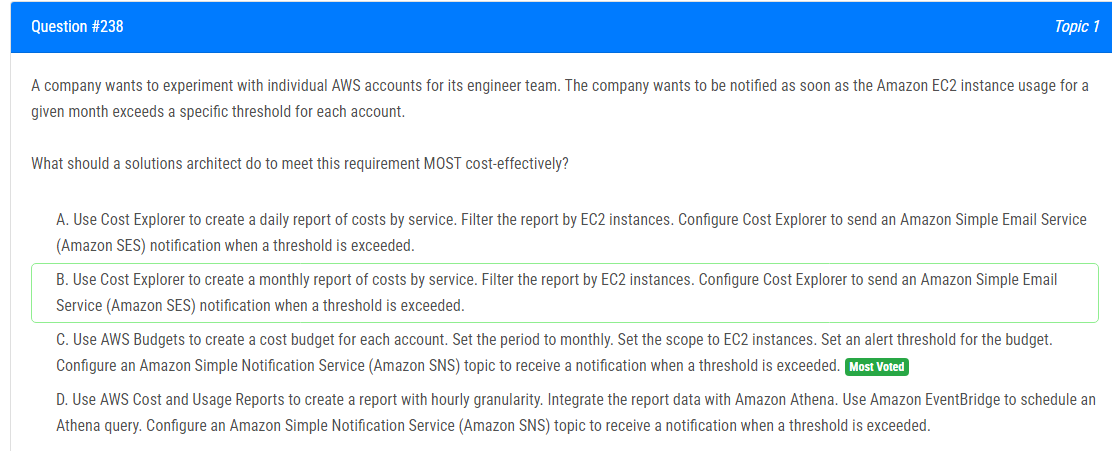 Question #238
Topic 1
A company wants to experiment with individual AWS accounts for its engineer team. The company wants to be notified as soon as the Amazon EC2 instance usage for a
given month exceeds a specific threshold for each account.
What should a solutions architect do to meet this requirement MOST cost-effectively?
A. Use Cost Explorer to create a daily report of costs by service. Filter the report by EC2 instances. Configure Cost Explorer to send an Amazon Simple Email Service
(Amazon SES) notification when a threshold is exceeded.
B. Use Cost Explorer to create a monthly report of costs by service. Filter the report by EC2 instances. Configure Cost Explorer to send an Amazon Simple Email
Service (Amazon SES) notification when a threshold is exceeded.
C. Use AWS Budgets to create a cost budget for each account. Set the period to monthly. Set the scope to EC2 instances. Set an alert threshold for the budget.
Configure an Amazon Simple Notification Service (Amazon SNS) topic to receive a notification when a threshold is exceeded. Most Voted
D. Use AWS Cost and Usage Reports to create a report with hourly granularity. Integrate the report data with Amazon Athena. Use Amazon EventBridge to schedule an
Athena query. Configure an Amazon Simple Notification Service (Amazon SNS) topic to receive a notification when a threshold is exceeded.